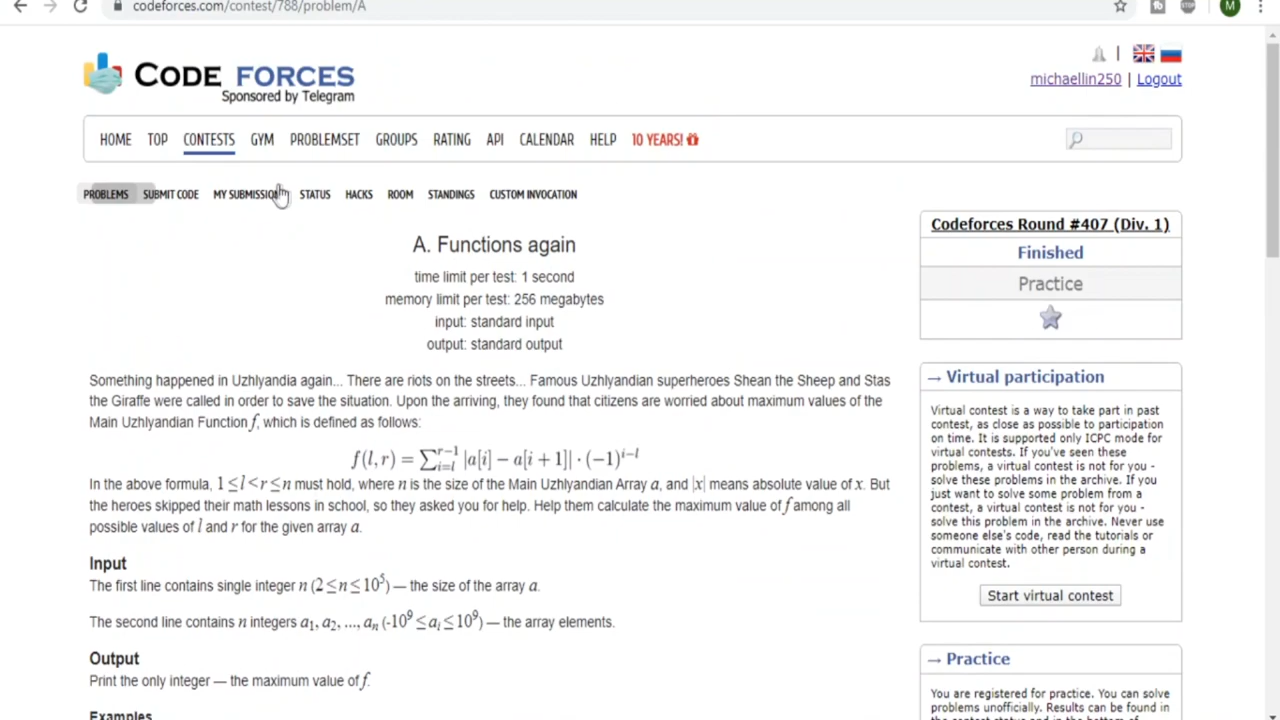 codeforces.com/contest/788/problem/A
M
CODE FORCES
Sponsored by Telegram
michaellin250 | Logout
HOME TOP CONTESTS GYM PROBLEMSET GROUPS RATING API CALENDAR HELP 10 YEARS!
PROBLEMS SUBMIT CODE MY SUBMISSION STATUS HACKS ROOM STANDINGS CUSTOM INVOCATION
A. Functions again
time limit per test: 1 second
memory limit per test: 256 megabytes
input: standard input
output: standard output
Something happened in Uzhlyandia again... There are riots on the streets... Famous Uzhlyandian superheroes Shean the Sheep and Stas
the Giraffe were called in order to save the situation. Upon the arriving, they found that citizens are worried about maximum values of the
Main Uzhlyandian Function f, which is defined as follows:
f(l, r) = ∑_{i=l}^{r−1} |a[i] − a[i + 1]| · (−1)^{i−l}
In the above formula, 1 ≤ l < r ≤ n must hold, where n is the size of the Main Uzhlyandian Array a, and |x| means absolute value of x. But
the heroes skipped their math lessons in school, so they asked you for help. Help them calculate the maximum value of f among all
possible values of l and r for the given array a.
Input
The first line contains single integer n (2 ≤ n ≤ 10^5) — the size of the array a.
The second line contains n integers a1, a2, ..., an (-10^9 ≤ ai ≤ 10^9) — the array elements.
Output
Print the only integer — the maximum value of f.
Examples
Codeforces Round #407 (Div. 1)
Finished
Practice
→ Virtual participation
Virtual contest is a way to take part in past
contest, as close as possible to participation
on time. It is supported only ICPC mode for
virtual contests. If you've seen these
problems, a virtual contest is not for you -
solve these problems in the archive. If you
just want to solve some problem from a
contest, a virtual contest is not for you -
solve this problem in the archive. Never use
someone else's code, read the tutorials or
communicate with other person during a
virtual contest.
Start virtual contest
→ Practice
You are registered for practice. You can solve
problems unofficially. Results can be found in
the contest status and in the bottom of